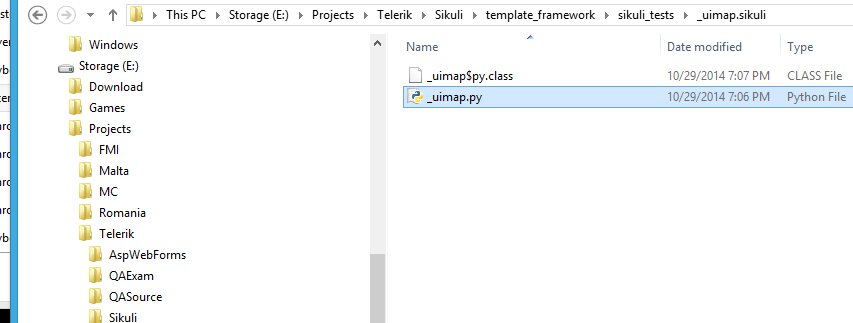 This PC Storage (E:) Projects Telerik Sikuli template_framework sikuli_tests _uimap.sikuli
Windows
Storage (E:)
Download
Games
Projects
FMI
Malta
MC
Romania
Telerik
AspWebForms
QAExam
QASource
Sikuli
Name Date modified Type
_uimap$py.class 10/29/2014 7:07 PM CLASS File
_uimap.py 10/29/2014 7:06 PM Python File